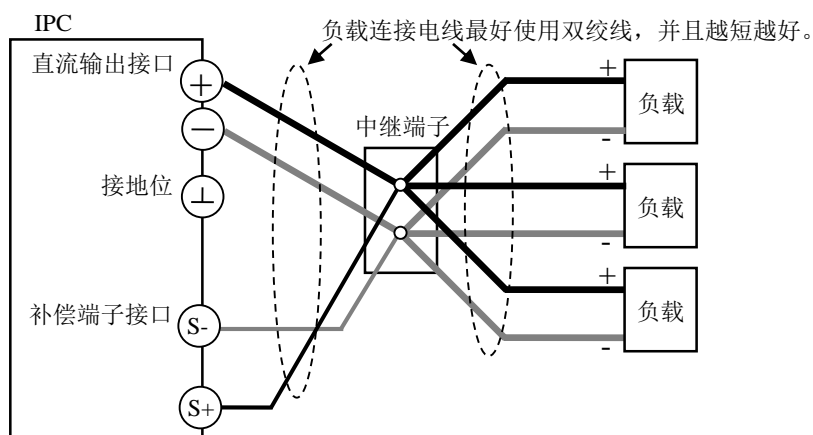 IPC
负载连接电线最好使用双绞线，并且越短越好。
直流输出接口
+
−
接地位
中继端子
+
负载
-
+
负载
-
+
负载
-
补偿端子接口
S-
S+